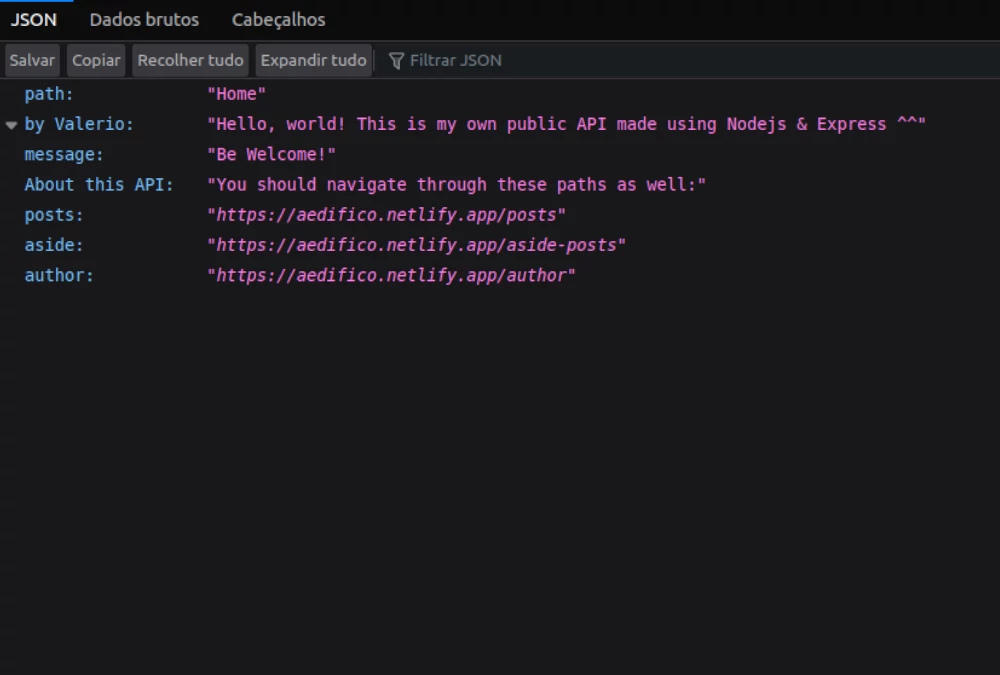 JSON Dados brutos Cabeçalhos
Salvar Copiar Recolher tudo Expandir tudo Filtrar JSON
path: "Home"
by Valerio: "Hello, world! This is my own public API made using Nodejs & Express ^^"
message: "Be Welcome!"
About this API: "You should navigate through these paths as well:"
posts: "https://aedifico.netlify.app/posts"
aside: "https://aedifico.netlify.app/aside-posts"
author: "https://aedifico.netlify.app/author"